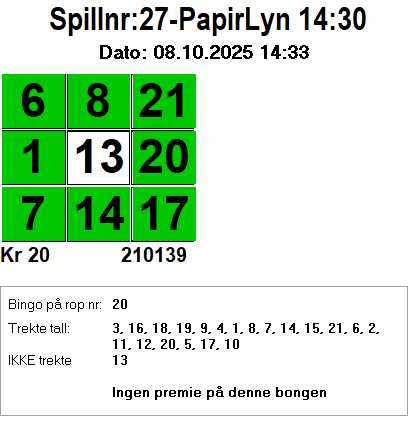 Spillnr:27-PapirLyn 14:30
Dato: 08.10.2025 14:33
6 8 21
1 13 20
7 14 17
Kr 20 210139
Bingo på rop nr: 20
Trekte tall: 3, 16, 18, 19, 9, 4, 1, 8, 7, 14, 15, 21, 6, 2,
11, 12, 20, 5, 17, 10
IKKE trekte 13
Ingen premie på denne bongen